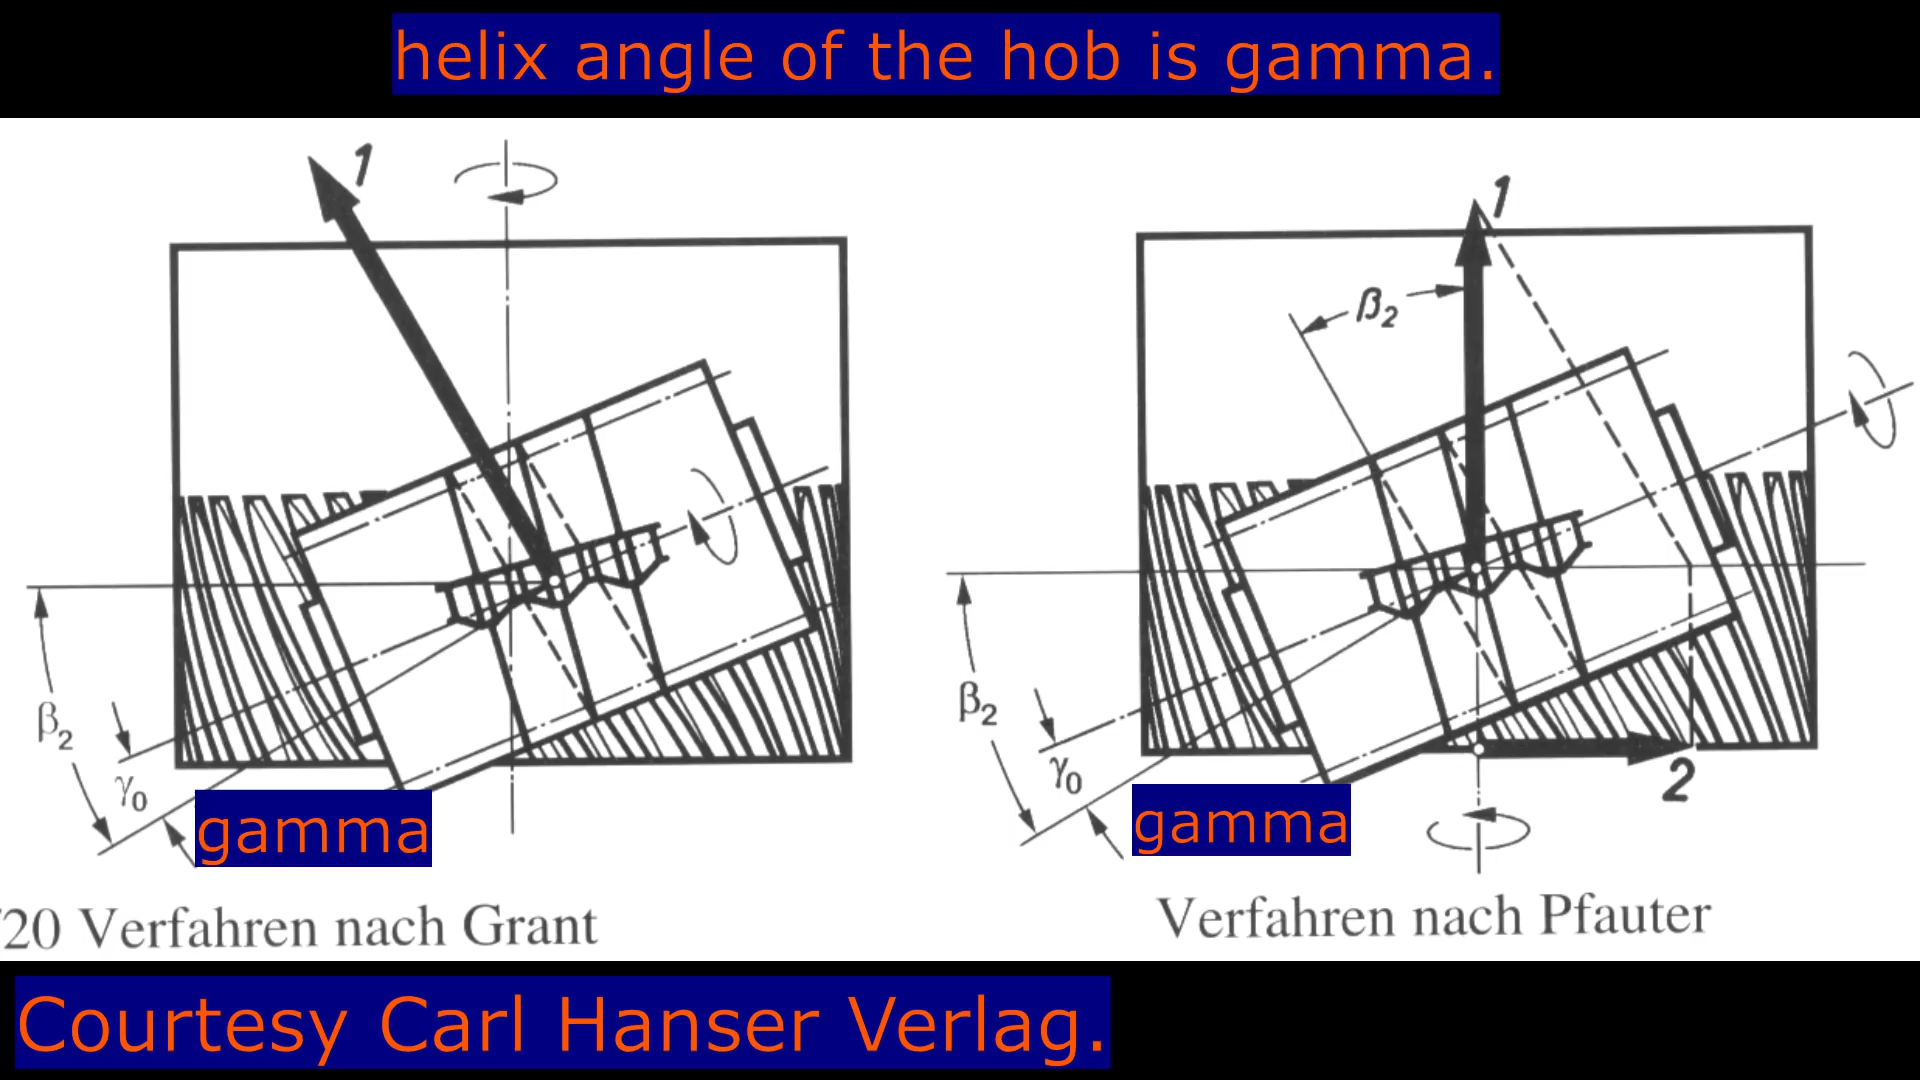 helix angle of the hob is gamma.
1
1
β2
β2
β2
γ0
γ0
2
gamma
gamma
20 Verfahren nach Grant
Verfahren nach Pfauter
Courtesy Carl Hanser Verlag.